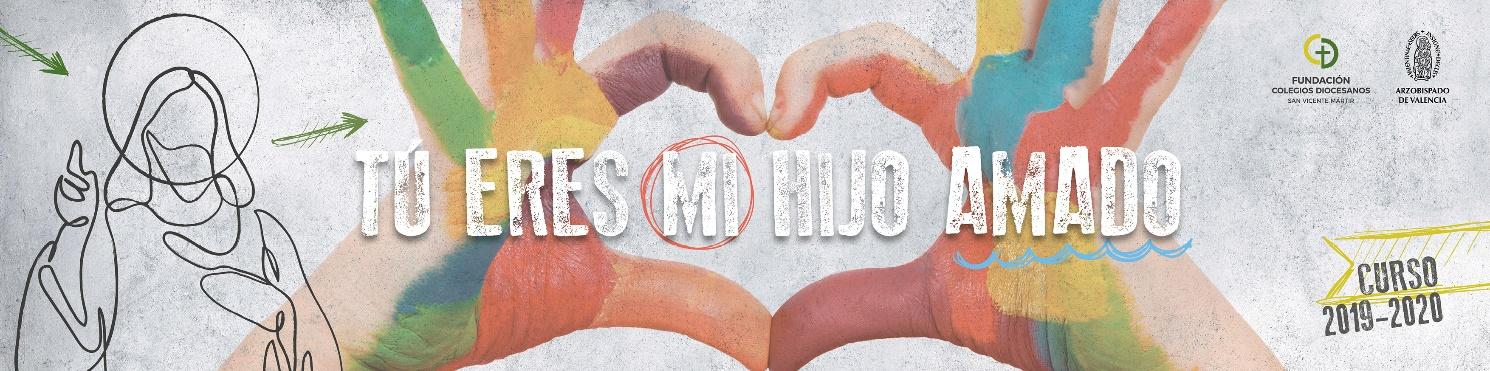 TÚ ERES MI HIJO AMADO
FUNDACIÓN
COLEGIOS DIOCESANOS
SAN VICENTE MÁRTIR
ARZOBISPADO
DE VALENCIA
CURSO
2019-2020